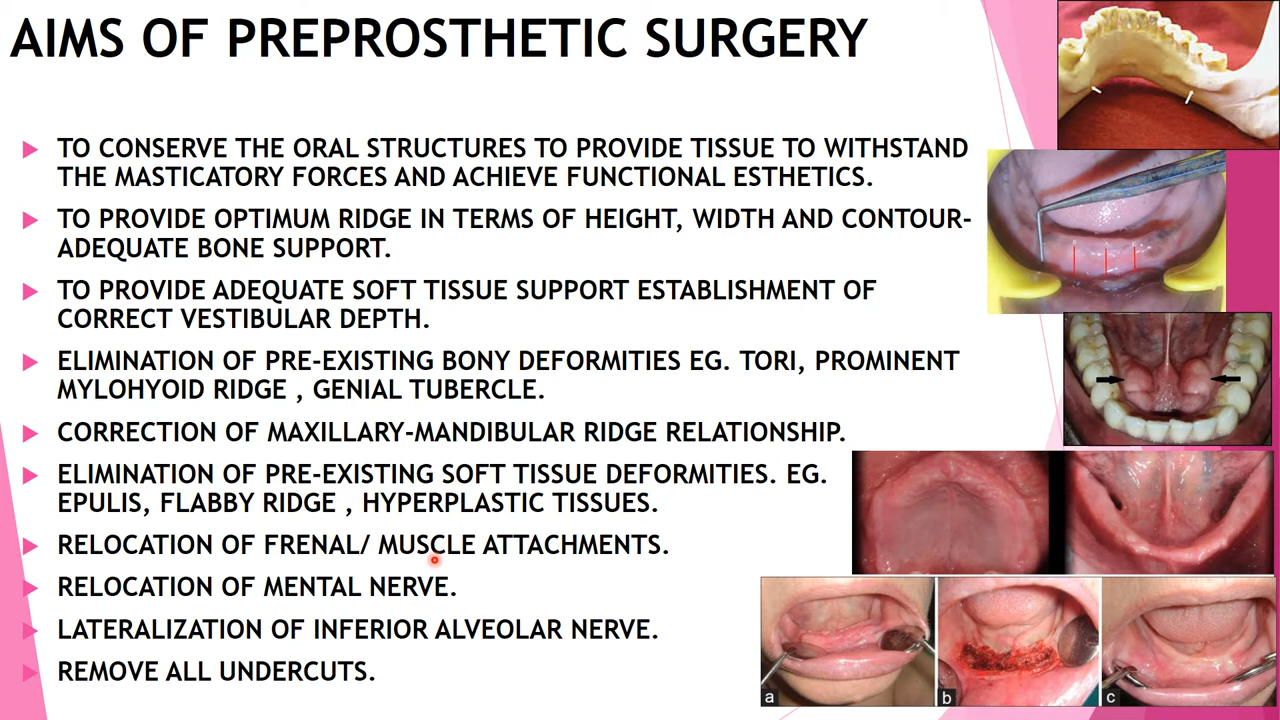 AIMS OF PREPROSTHETIC SURGERY
TO CONSERVE THE ORAL STRUCTURES TO PROVIDE TISSUE TO WITHSTAND
THE MASTICATORY FORCES AND ACHIEVE FUNCTIONAL ESTHETICS.
TO PROVIDE OPTIMUM RIDGE IN TERMS OF HEIGHT, WIDTH AND CONTOUR-
ADEQUATE BONE SUPPORT.
TO PROVIDE ADEQUATE SOFT TISSUE SUPPORT ESTABLISHMENT OF
CORRECT VESTIBULAR DEPTH.
ELIMINATION OF PRE-EXISTING BONY DEFORMITIES EG. TORI, PROMINENT
MYLOHYOID RIDGE , GENIAL TUBERCLE.
CORRECTION OF MAXILLARY-MANDIBULAR RIDGE RELATIONSHIP.
ELIMINATION OF PRE-EXISTING SOFT TISSUE DEFORMITIES. EG.
EPULIS, FLABBY RIDGE , HYPERPLASTIC TISSUES.
RELOCATION OF FRENAL/ MUSCLE ATTACHMENTS.
RELOCATION OF MENTAL NERVE.
LATERALIZATION OF INFERIOR ALVEOLAR NERVE.
REMOVE ALL UNDERCUTS.
a b c